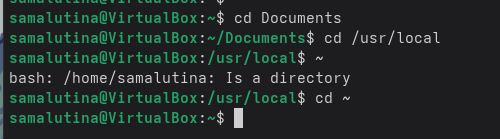 samalutina@VirtualBox:~$ cd Documents
samalutina@VirtualBox:~/Documents$ cd /usr/local
samalutina@VirtualBox:/usr/local$ ~
bash: /home/samalutina: Is a directory
samalutina@VirtualBox:/usr/local$ cd ~
samalutina@VirtualBox:~$